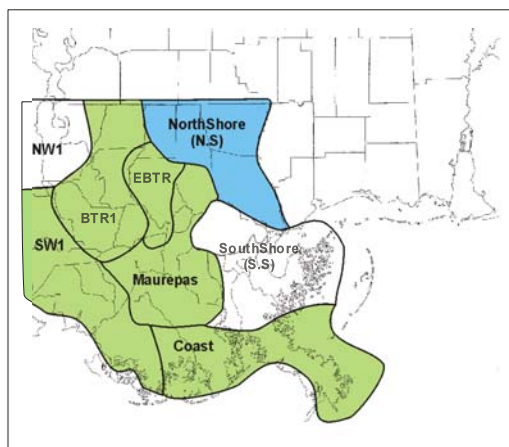 NorthShore
(N.S)
NW1
EBTR
BTR1
SW1
SouthShore
(S.S)
Maurepas
Coast